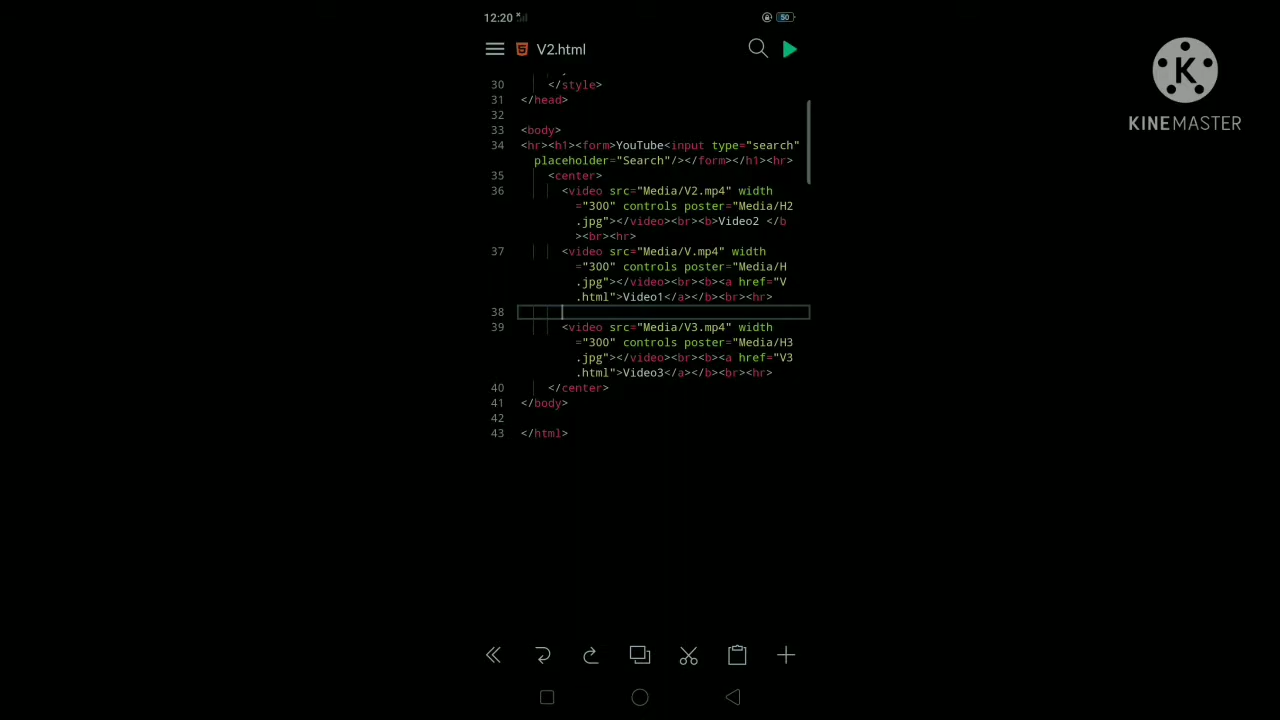 12:20
50
V2.html
30 </style>
31 </head>
32
33 <body>
34 <hr><h1><form>YouTube<input type="search"
placeholder="Search"/></form></h1><hr>
35 <center>
36 <video src="Media/V2.mp4" width
="300" controls poster="Media/H2
.jpg"></video><br><b>Video2 </b
><br><hr>
37 <video src="Media/V.mp4" width
="300" controls poster="Media/H
.jpg"></video><br><b><a href="V
.html">Video1</a></b><br><hr>
38
39 <video src="Media/V3.mp4" width
="300" controls poster="Media/H3
.jpg"></video><br><b><a href="V3
.html">Video3</a></b><br><hr>
40 </center>
41 </body>
42
43 </html>
K
KINEMASTER